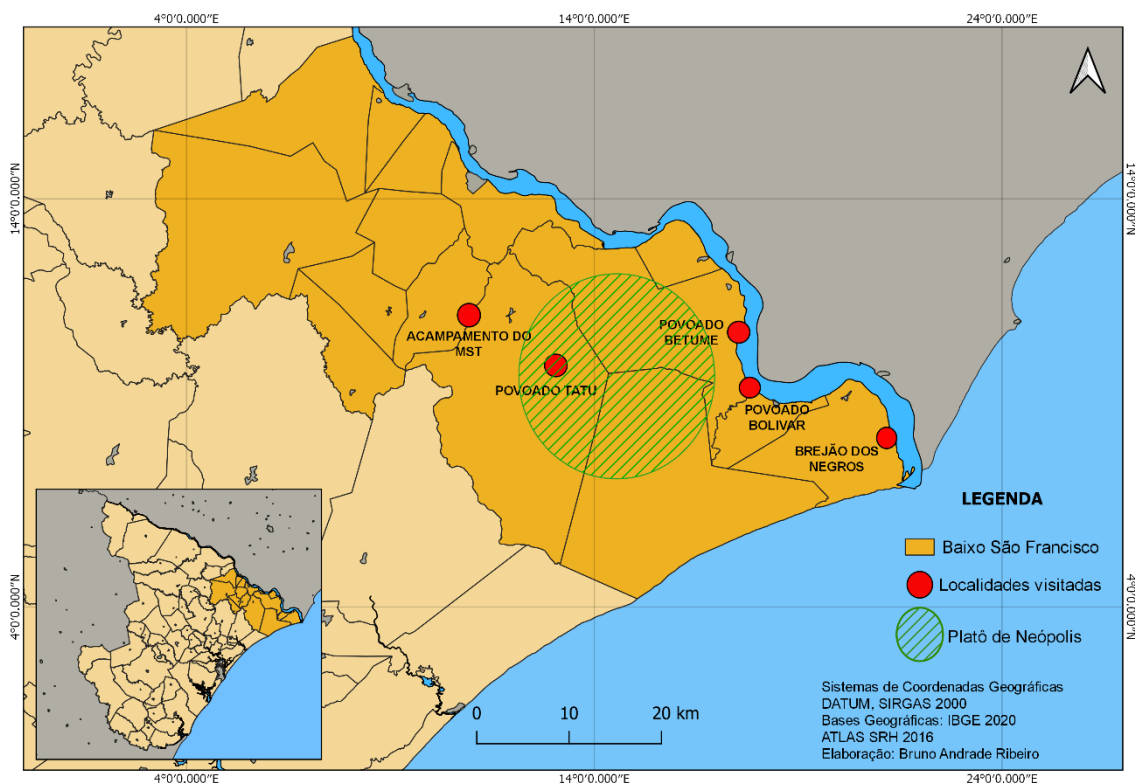 4°0'0.000"E
14°0'0.000"E
24°0'0.000"E
14°0'0.000"N
14°0'0.000"N
ACAMPAMENTO DO
MST
POVOADO TATU
POVOADO
BETUME
POVOADO
BOLIVAR
BREJÃO DOS
NEGROS
LEGENDA
Baixo São Francisco
Localidades visitadas
Platô de Neópolis
4°0'0.000"N
4°0'0.000"N
0 10 20 km
Sistemas de Coordenadas Geográficas
DATUM, SIRGAS 2000
Bases Geográficas: IBGE 2020
ATLAS SRH 2016
Elaboração: Bruno Andrade Ribeiro
4°0'0.000"E
14°0'0.000"E
24°0'0.000"E